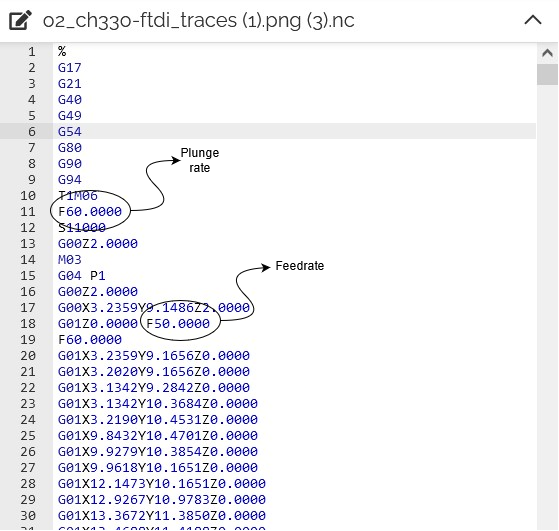 02_ch330-ftdi_traces (1).png (3).nc
1 %
2 G17
3 G21
4 G40
5 G49
6 G54
7 G80
8 G90
9 G94
10 T1M06
11 F60.0000
12 S11000
13 G00Z2.0000
14 M03
15 G04 P1
16 G00Z2.0000
17 G00X3.2359Y9.1486Z2.0000
18 G01Z0.0000 F50.0000
19 F60.0000
20 G01X3.2359Y9.1656Z0.0000
21 G01X3.2020Y9.1656Z0.0000
22 G01X3.1342Y9.2842Z0.0000
23 G01X3.1342Y10.3684Z0.0000
24 G01X3.2190Y10.4531Z0.0000
25 G01X9.8432Y10.4701Z0.0000
26 G01X9.9279Y10.3854Z0.0000
27 G01X9.9618Y10.1651Z0.0000
28 G01X12.1473Y10.1651Z0.0000
29 G01X12.9267Y10.9783Z0.0000
30 G01X13.3672Y11.3850Z0.0000
Plunge
rate
Feedrate